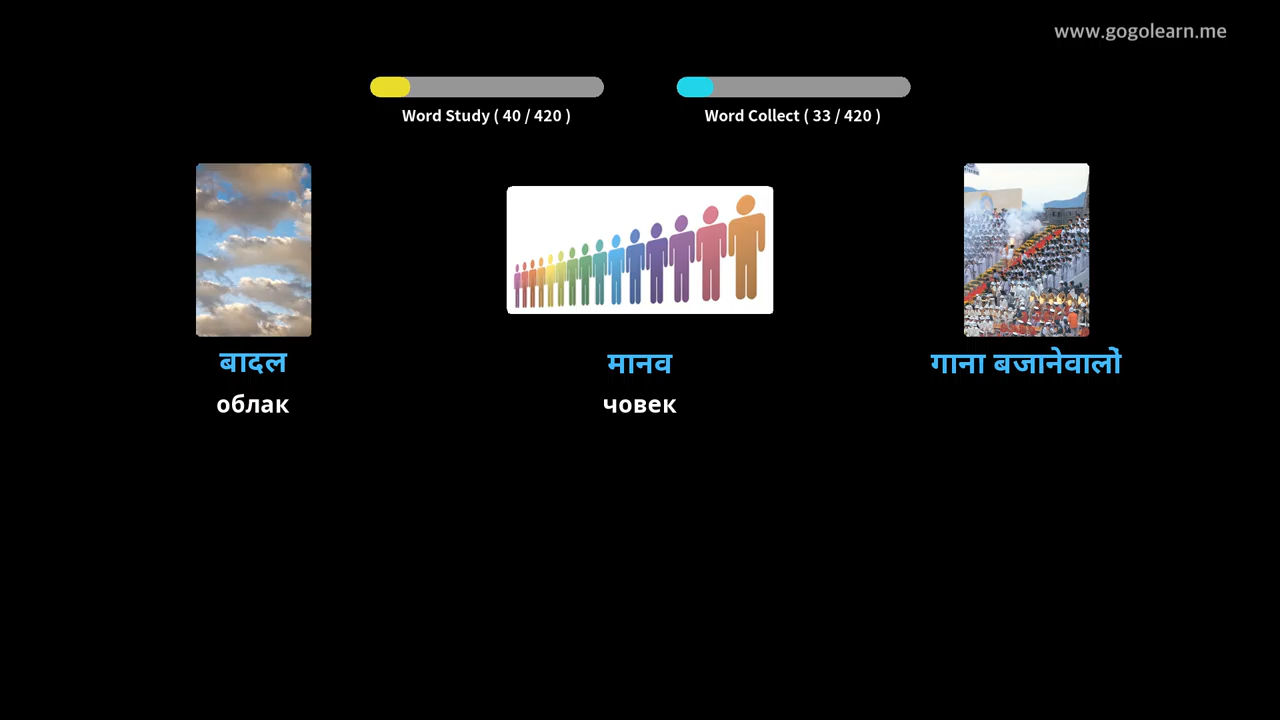 www.gogolearn.me
Word Study ( 40 / 420 )
Word Collect ( 33 / 420 )
बादल
मानव
गाना बजानेवालों
облак
човек